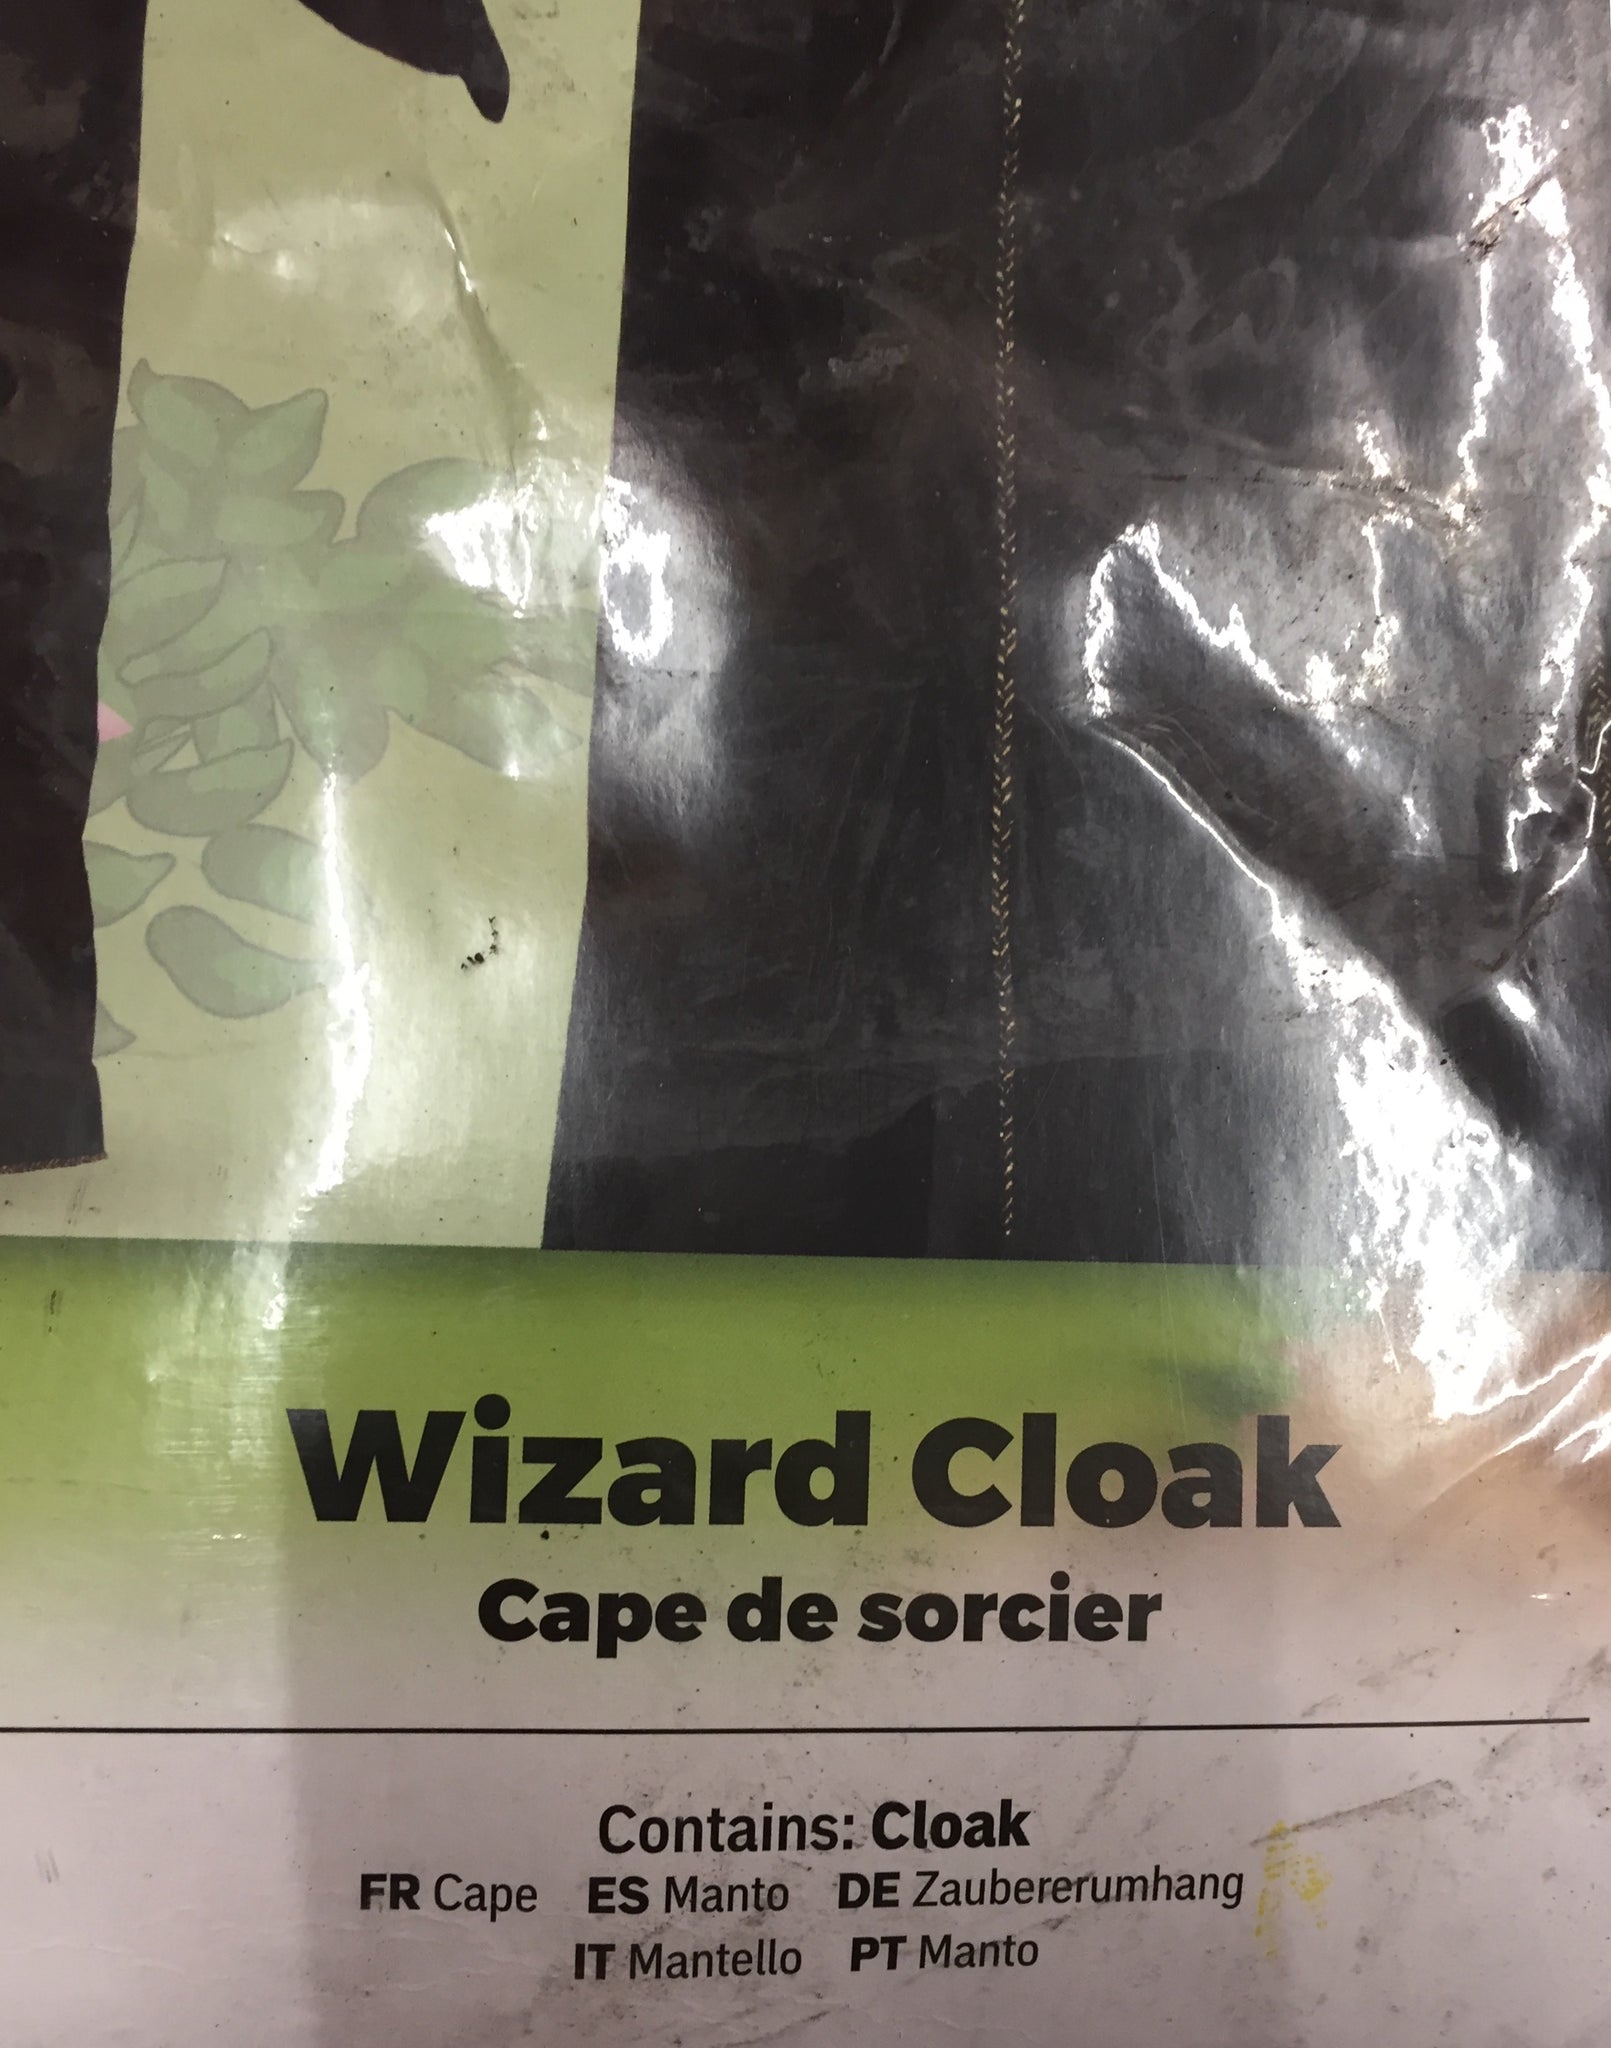 Wizard Cloak
Cape de sorcier
Contains: Cloak
FR Cape ES Manto DE Zaubererumhang
IT Mantello PT Manto